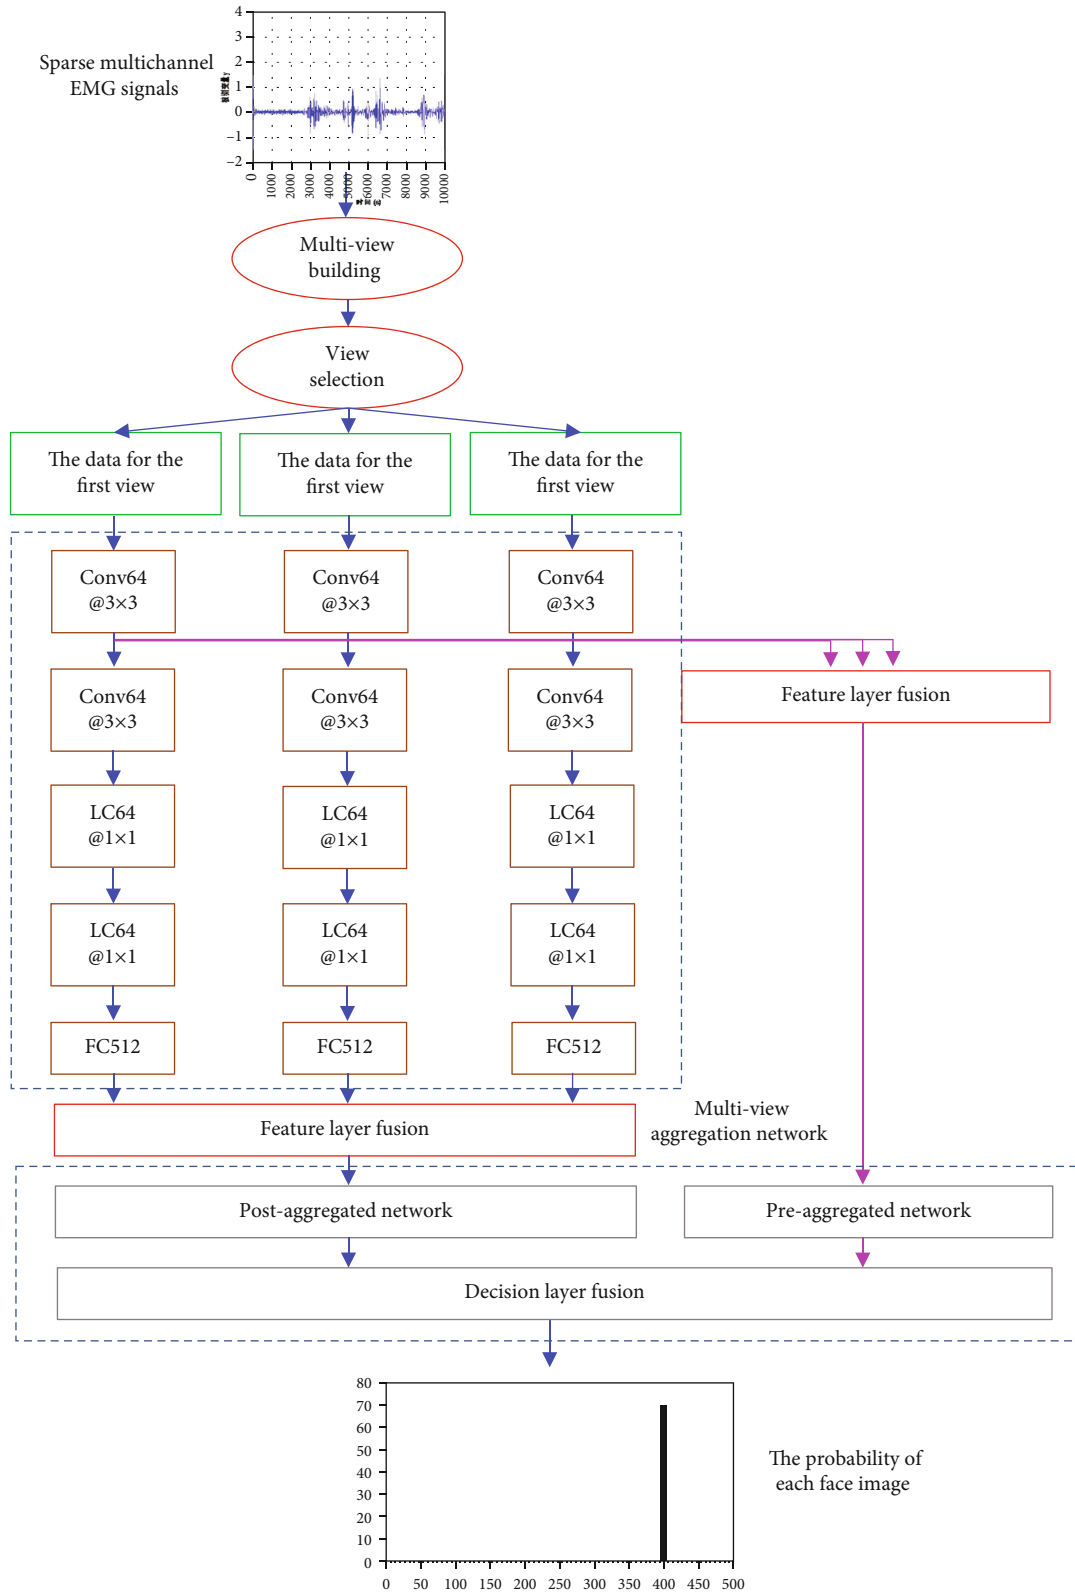 Sparse multichannel
EMG signals
4
3
2
1
0
−1
−2
0
1000
2000
3000
4000
5000
6000
7000
8000
9000
10000
Multi-view
building
View
selection
The data for the
first view
The data for the
first view
The data for the
first view
Conv64
@3×3
Conv64
@3×3
Conv64
@3×3
Conv64
@3×3
Conv64
@3×3
Conv64
@3×3
Feature layer fusion
LC64
@1×1
LC64
@1×1
LC64
@1×1
LC64
@1×1
LC64
@1×1
LC64
@1×1
FC512
FC512
FC512
Feature layer fusion
Multi-view
aggregation network
Post-aggregated network
Pre-aggregated network
Decision layer fusion
80
70
60
50
40
30
20
10
0
0
50
100
150
200
250
300
350
400
450
500
The probability of
each face image